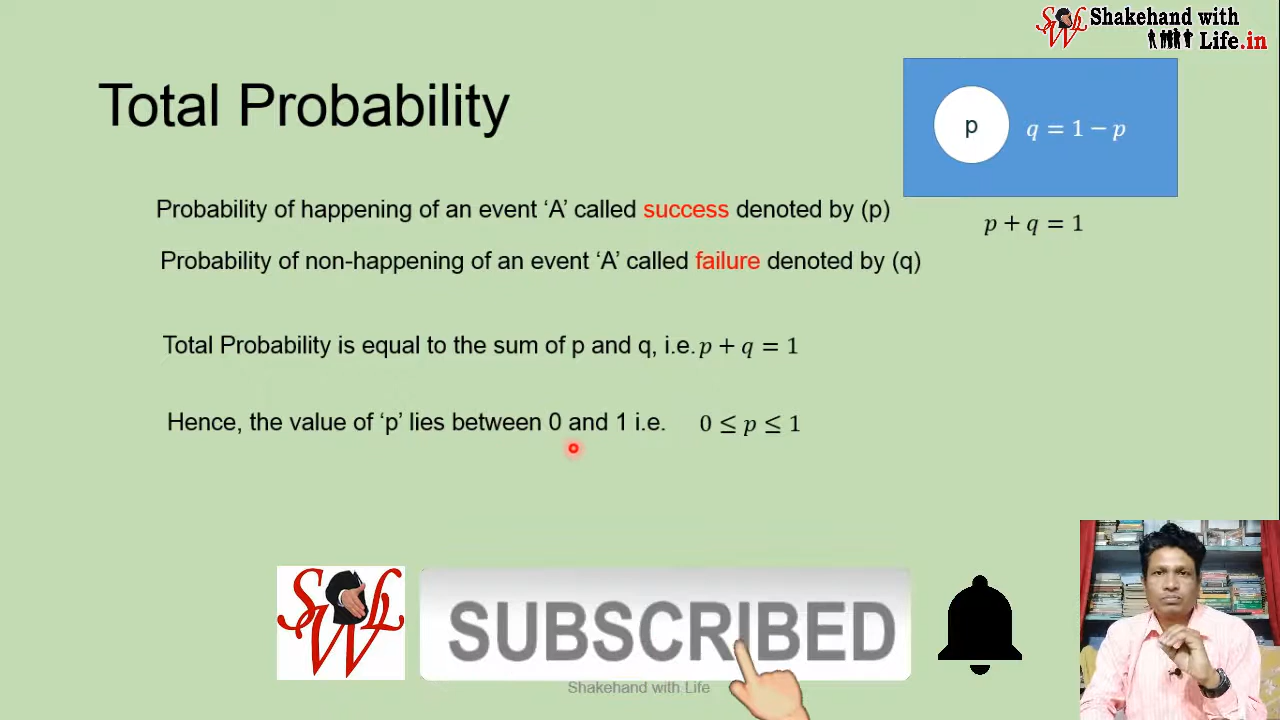 Shakehand with
Life.in
Total Probability
p
q = 1 − p
Probability of happening of an event ‘A’ called success denoted by (p)
p + q = 1
Probability of non-happening of an event ‘A’ called failure denoted by (q)
Total Probability is equal to the sum of p and q, i.e. p + q = 1
Hence, the value of ‘p’ lies between 0 and 1 i.e. 0 ≤ p ≤ 1
SUBSCRIBED
Shakehand with Life